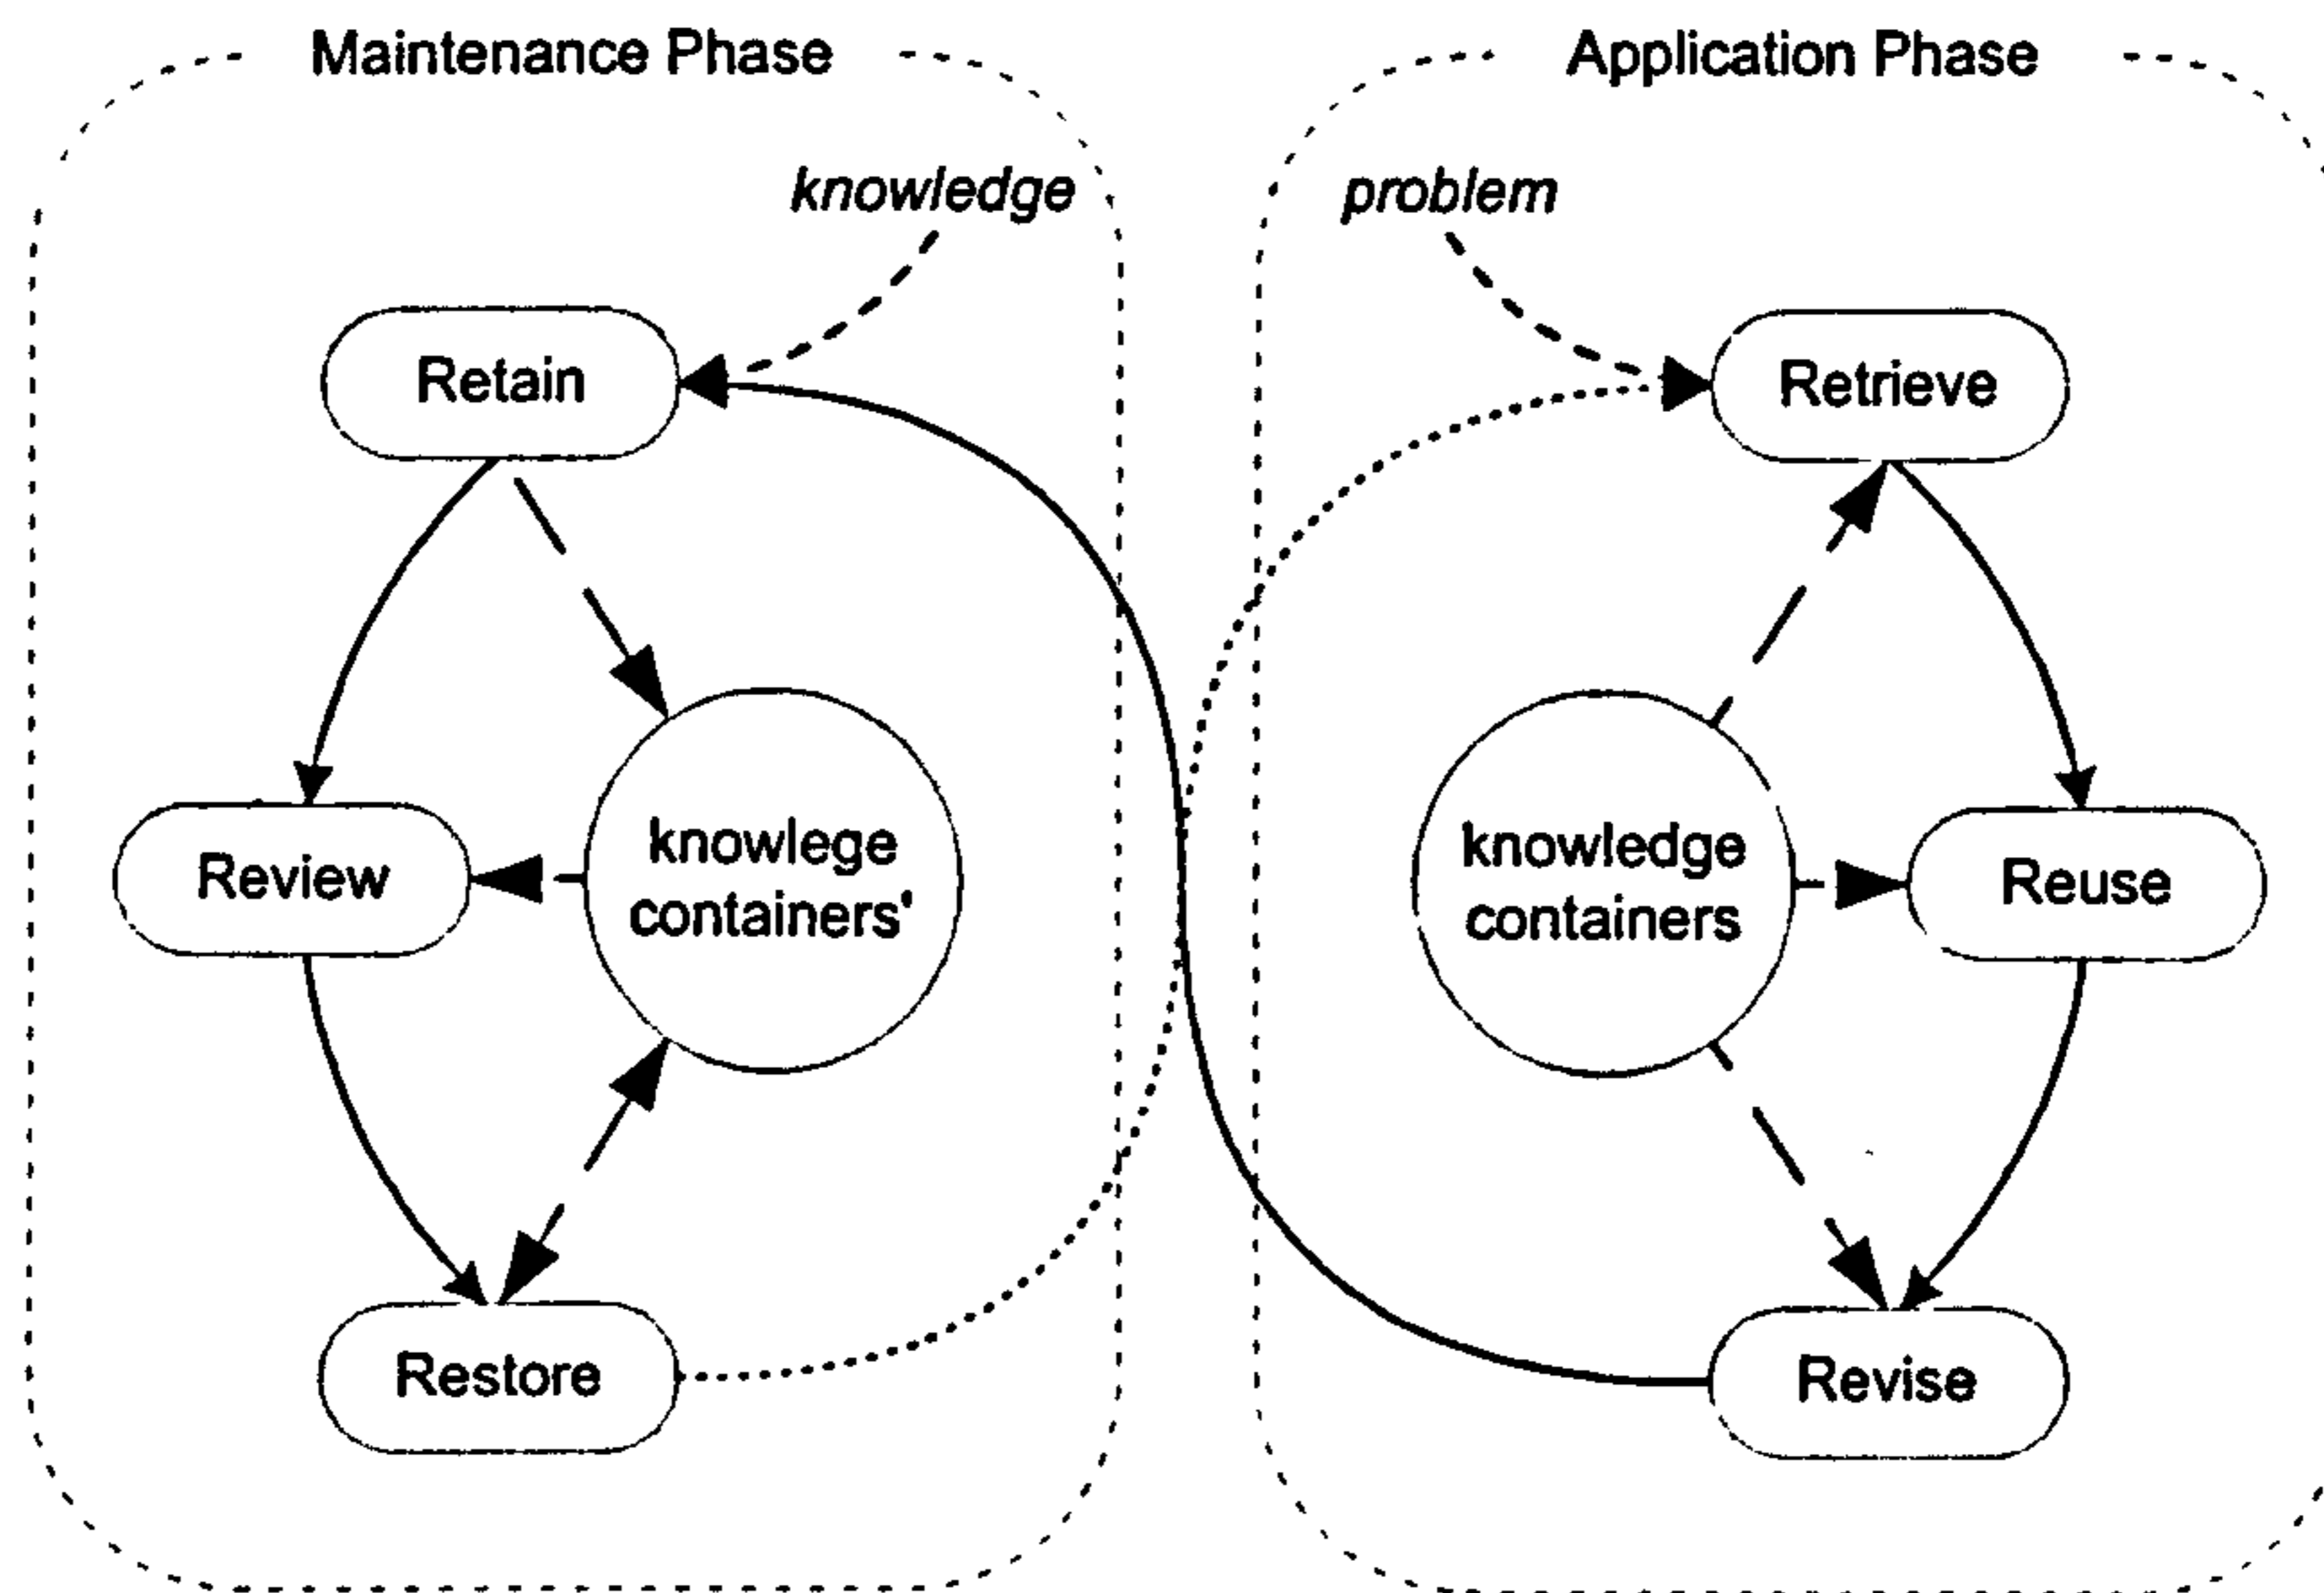 Maintenance Phase
knowledge
Retain
Review
knowlege
containers'
Restore
Application Phase
problem
Retrieve
knowledge
containers
Reuse
Revise